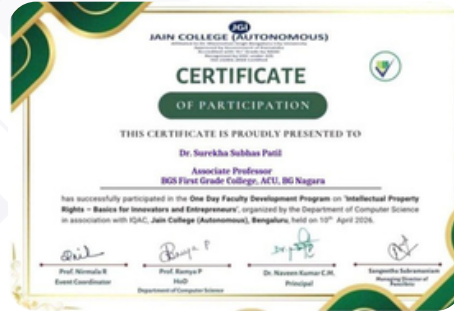 JGI
JAIN COLLEGE (AUTONOMOUS)
CERTIFICATE
OF PARTICIPATION
THIS CERTIFICATE IS PROUDLY PRESENTED TO
Dr. Surekha Subhas Patil
Associate Professor
BGS First Grade College, ACU, BG Nagara
has successfully participated in the One Day Faculty Development Program on "Intellectual Property
Rights – Basics for Innovators and Entrepreneurs", organized by the Department of Computer Science
in association with IQAC, Jain College (Autonomous), Bengaluru, held on 10th April 2026.
Prof. Nirmala R
Event Coordinator
Prof. Ramya P
HoD
Department of Computer Science
Dr. Naveen Kumar C.M.
Principal
Sangeetha Subramaniam
Managing Director of